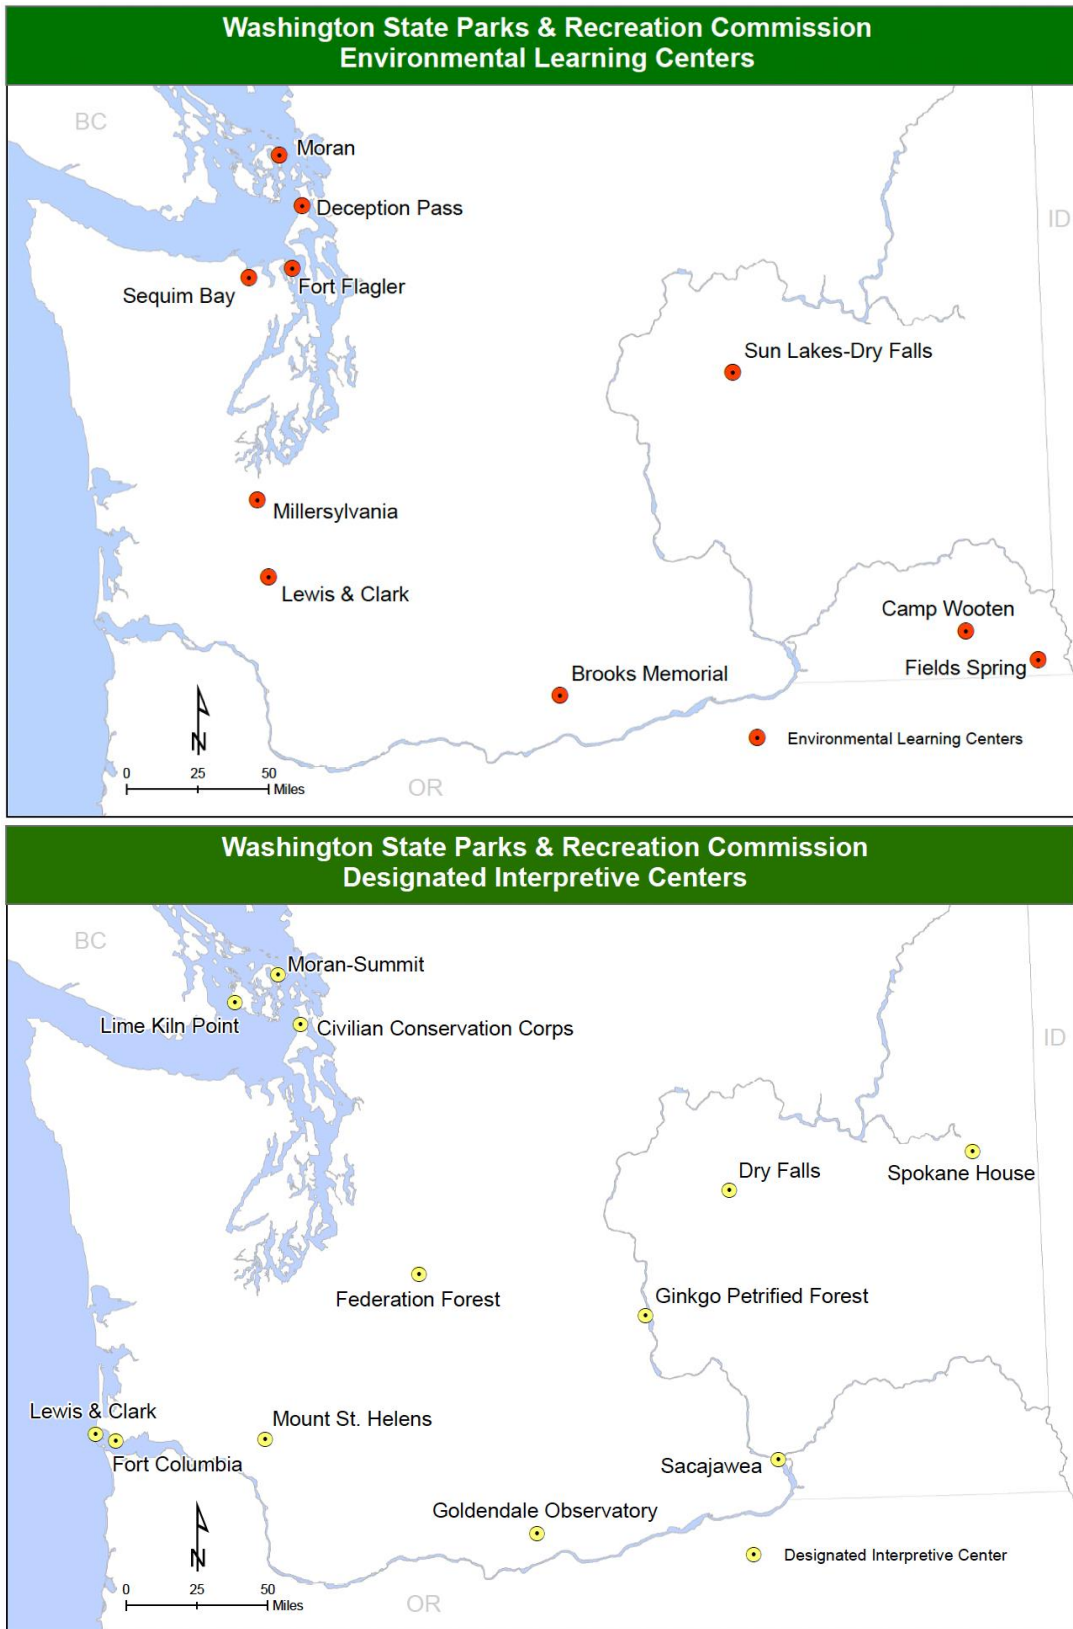 Washington State Parks & Recreation Commission
Environmental Learning Centers
BC
Moran
Deception Pass
ID
Fort Flagler
Sequim Bay
Sun Lakes-Dry Falls
Millersylvania
Lewis & Clark
Camp Wooten
Fields Spring
Brooks Memorial
N
Environmental Learning Centers
0 25 50
Miles
OR
Washington State Parks & Recreation Commission
Designated Interpretive Centers
BC
Moran-Summit
Lime Kiln Point
Civilian Conservation Corps
ID
Dry Falls
Spokane House
Federation Forest
Ginkgo Petrified Forest
Lewis & Clark
Mount St. Helens
Fort Columbia
Sacajawea
Goldendale Observatory
N
Designated Interpretive Center
0 25 50
Miles
OR